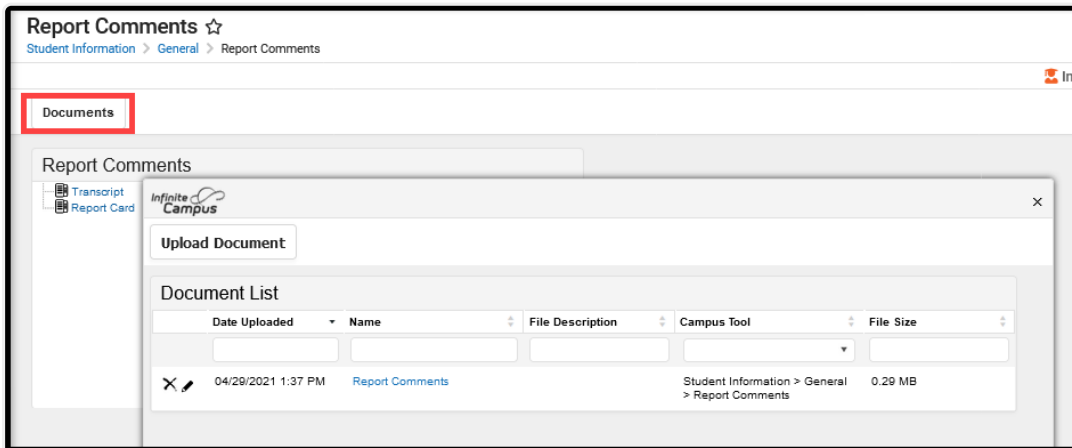 Report Comments
Student Information > General > Report Comments
In
Documents
Report Comments
Transcript
Report Card
Infinite
Campus
Upload Document
Document List
Date Uploaded Name File Description Campus Tool File Size
04/29/2021 1:37 PM Report Comments Student Information > General 0.29 MB
> Report Comments